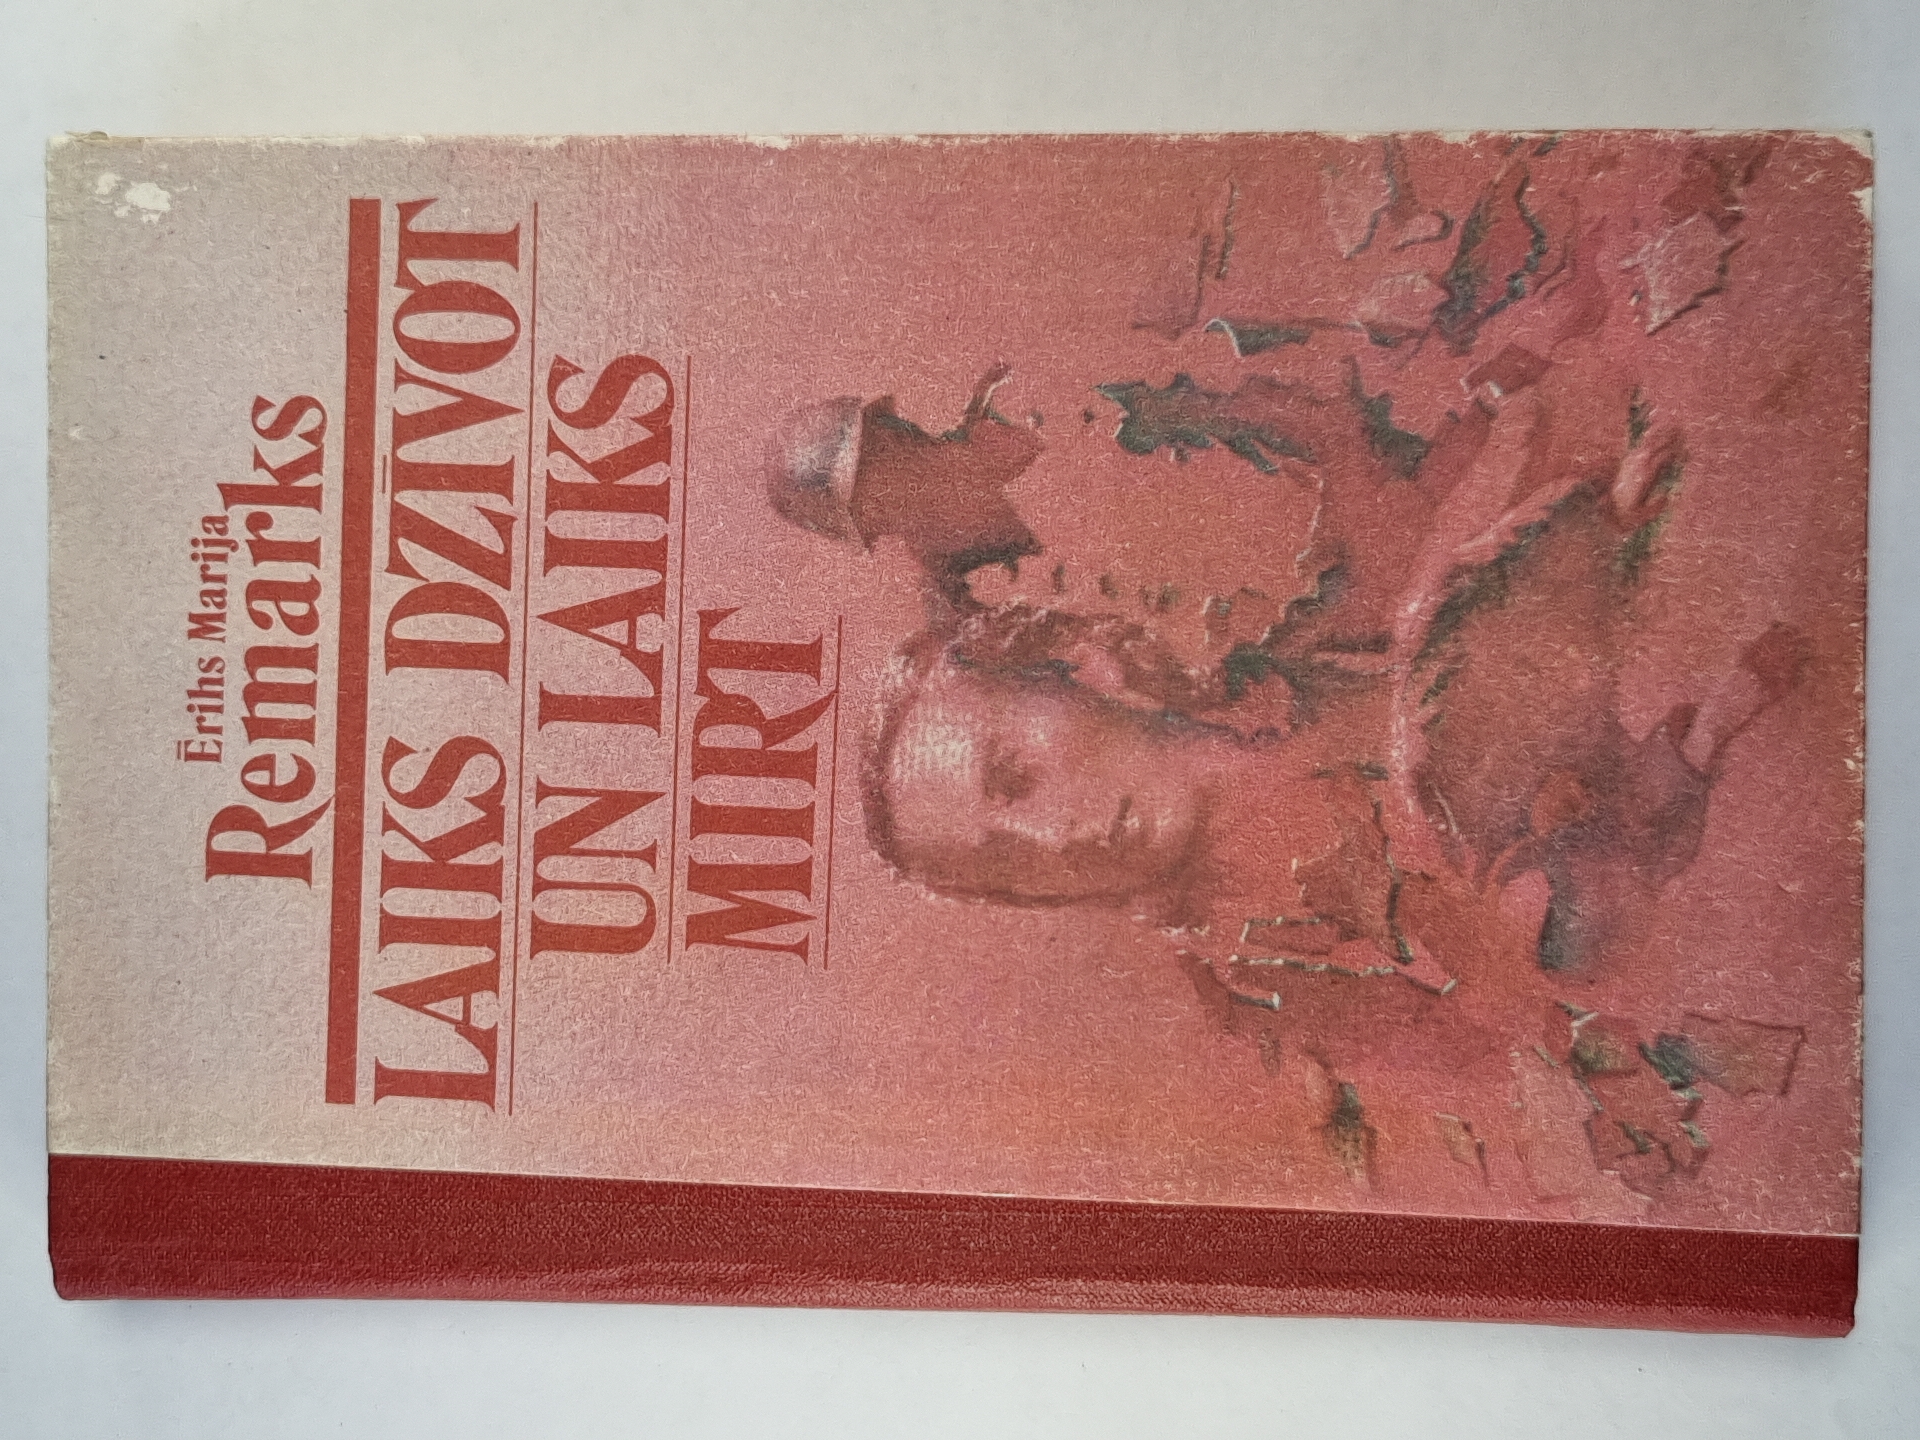 Ērihs Marija
Remarks
LAIKS DZĪVOT
UN LAIKS
MIRT